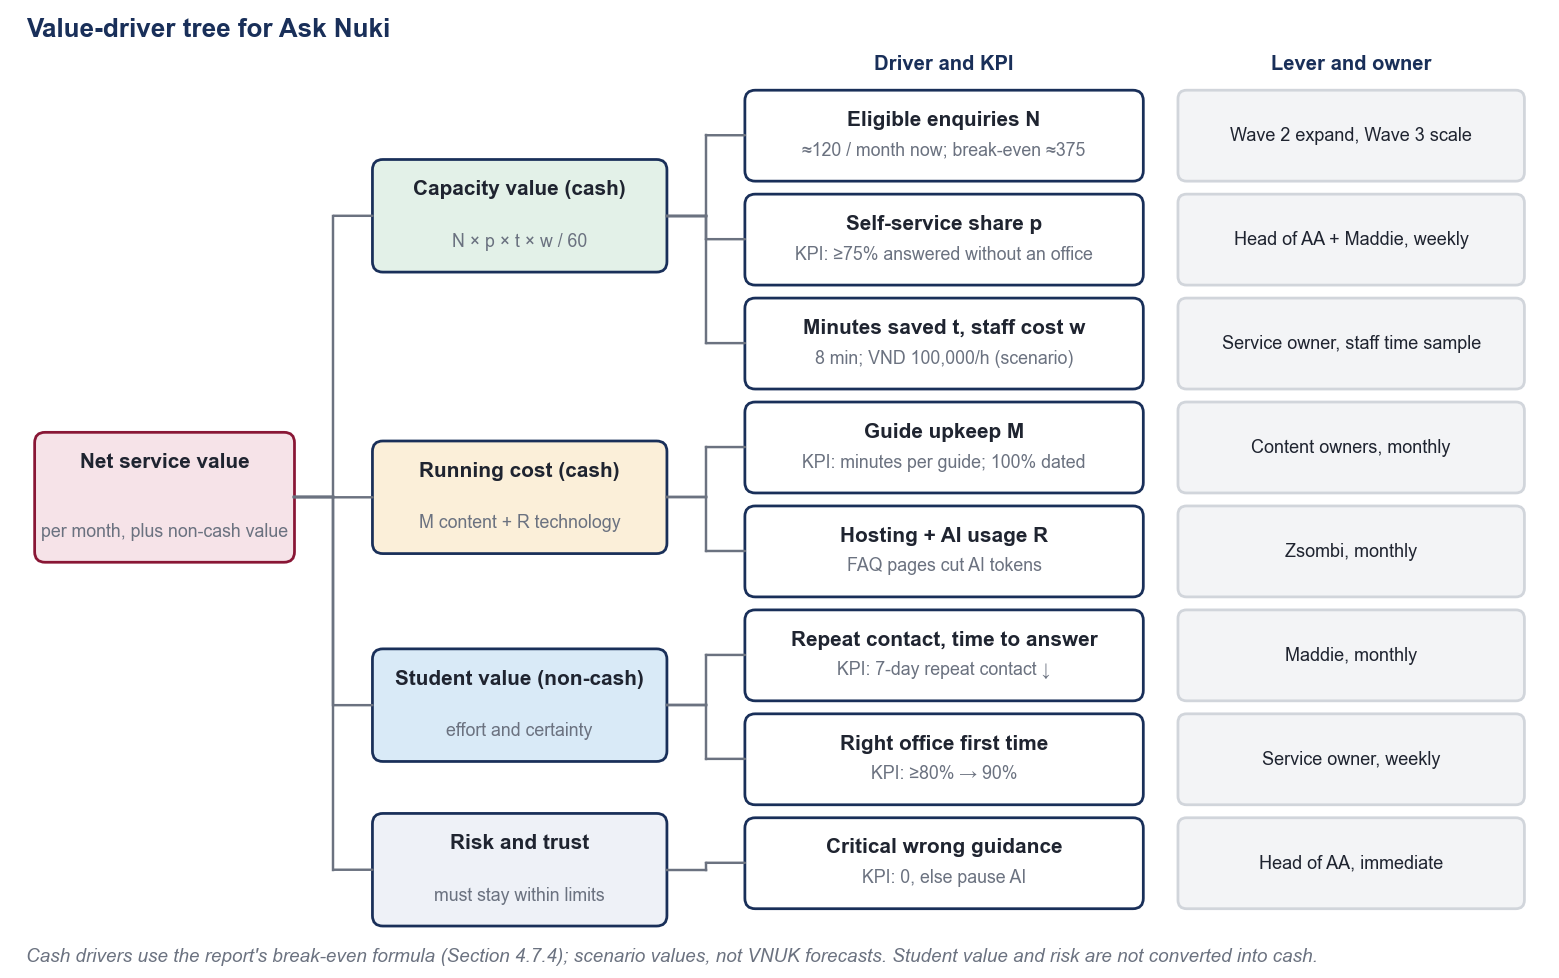 Value-driver tree for Ask Nuki
Driver and KPI
Lever and owner
Eligible enquiries N
≈120 / month now; break-even ≈375
Wave 2 expand, Wave 3 scale
Capacity value (cash)
N × p × t × w / 60
Self-service share p
KPI: ≥75% answered without an office
Head of AA + Maddie, weekly
Minutes saved t, staff cost w
8 min; VND 100,000/h (scenario)
Service owner, staff time sample
Net service value
per month, plus non-cash value
Running cost (cash)
M content + R technology
Guide upkeep M
KPI: minutes per guide; 100% dated
Content owners, monthly
Hosting + AI usage R
FAQ pages cut AI tokens
Zsombi, monthly
Student value (non-cash)
effort and certainty
Repeat contact, time to answer
KPI: 7-day repeat contact ↓
Maddie, monthly
Right office first time
KPI: ≥80% → 90%
Service owner, weekly
Risk and trust
must stay within limits
Critical wrong guidance
KPI: 0, else pause AI
Head of AA, immediate
Cash drivers use the report's break-even formula (Section 4.7.4); scenario values, not VNUK forecasts. Student value and risk are not converted into cash.